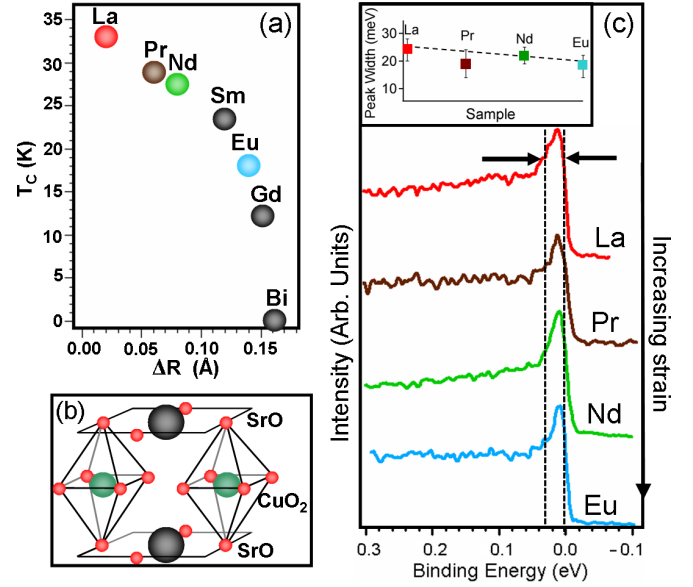 (a)
T_C (K)
35
30
25
20
15
10
5
0
La
Pr
Nd
Sm
Eu
Gd
Bi
0.00
0.05
0.10
0.15
ΔR (Å)
(b)
SrO
CuO₂
SrO
(c)
Peak Width (meV)
30
20
La
Pr
Nd
Eu
Sample
Intensity (Arb. Units)
La
Pr
Nd
Eu
Increasing strain
0.3
0.2
0.1
0.0
-0.1
Binding Energy (eV)